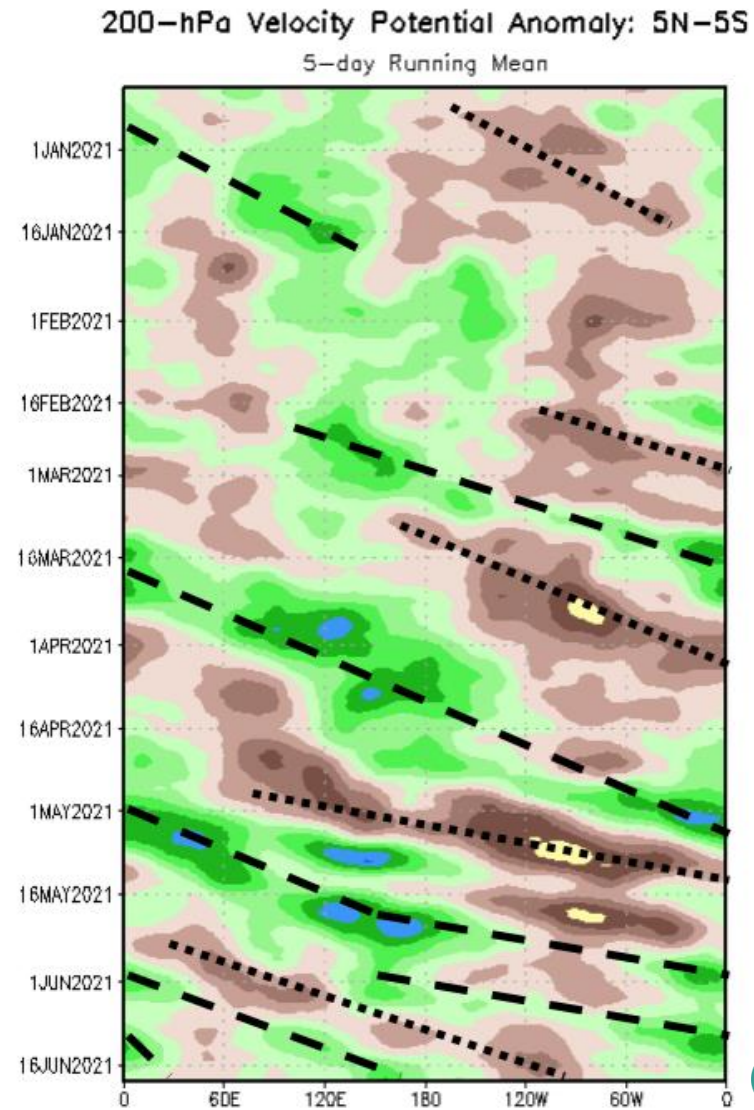 200-hPa Velocity Potential Anomaly: 5N-5S
5-day Running Mean
1JAN2021
16JAN2021
1FEB2021
16FEB2021
1MAR2021
16MAR2021
1APR2021
16APR2021
1MAY2021
16MAY2021
1JUN2021
16JUN2021
0 60E 120E 180 120W 60W 0